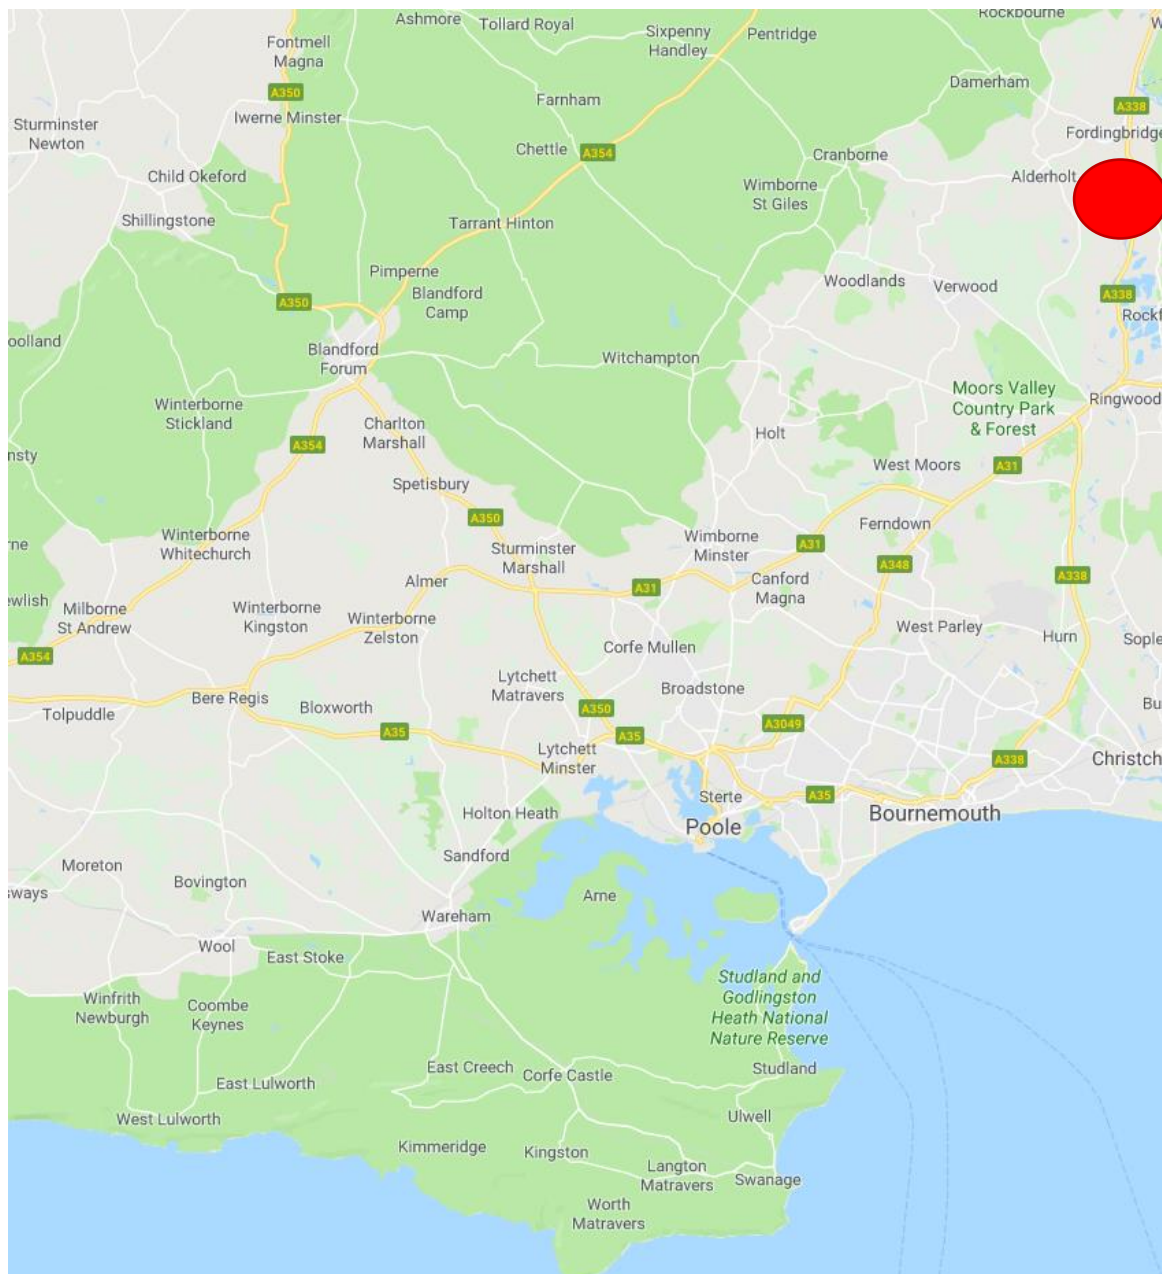 Ashmore
Tollard Royal
Rockbourne
Fontmell
Magna
Sixpenny
Handley
Pentridge
A350
Iwerne Minster
Farnham
Damerham
A338
Sturminster
Newton
Fordingbridge
Chettle
A354
Cranborne
Child Okeford
Alderholt
Wimborne
St Giles
Shillingstone
Tarrant Hinton
Pimperne
Blandford
Camp
A350
Woodlands
Verwood
A338
Rockf
oolland
Blandford
Forum
Witchampton
Moors Valley
Country Park
& Forest
Ringwood
Winterborne
Stickland
Charlton
Marshall
Holt
A354
nsty
West Moors
A31
Spetisbury
A350
Ferndown
Winterborne
Whitechurch
Sturminster
Marshall
Wimborne
Minster
A31
rne
A348
Almer
A31
Canford
Magna
A338
ewlish
Milborne
St Andrew
Winterborne
Kingston
Winterborne
Zelston
West Parley
Hurn
Sople
A354
Corfe Mullen
Lytchett
Matravers
Broadstone
Bere Regis
Bloxworth
A350
Bu
Tolpuddle
A35
A35
A3049
Lytchett
Minster
A338
Christch
Sterte
A35
Holton Heath
Poole
Bournemouth
Sandford
Moreton
Bovington
Arne
sways
Wareham
Wool
East Stoke
Studland and
Godlingston
Heath National
Nature Reserve
Winfrith
Newburgh
Coombe
Keynes
East Creech
Corfe Castle
Studland
East Lulworth
West Lulworth
Ulwell
Kimmeridge
Kingston
Langton
Matravers
Swanage
Worth
Matravers